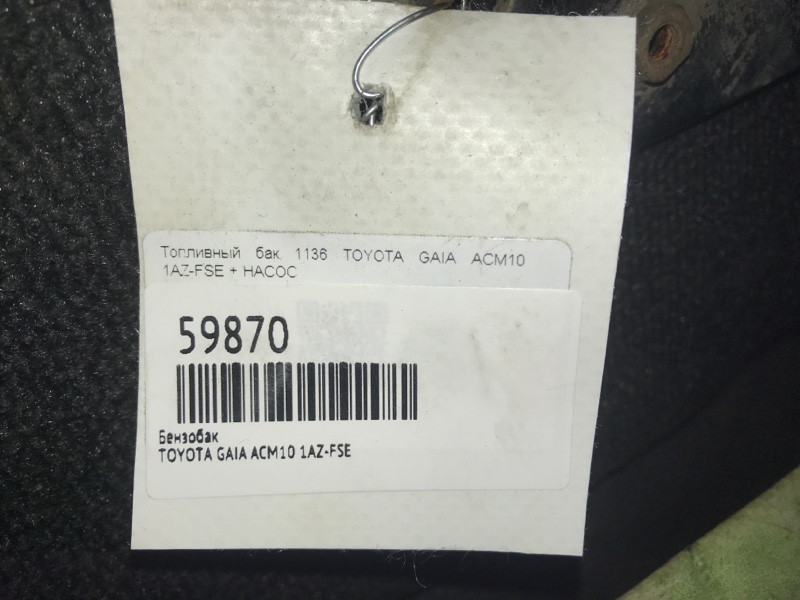 Топливный бак 1136 TOYOTA GAIA ACM10
1AZ-FSE + НАСОС
59870
Бензобак
TOYOTA GAIA ACM10 1AZ-FSE